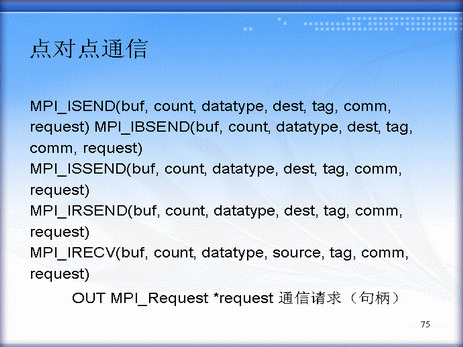 点对点通信
MPI_ISEND(buf, count, datatype, dest, tag, comm,
request) MPI_IBSEND(buf, count, datatype, dest, tag,
comm, request)
MPI_ISSEND(buf, count, datatype, dest, tag, comm,
request)
MPI_IRSEND(buf, count, datatype, dest, tag, comm,
request)
MPI_IRECV(buf, count, datatype, source, tag, comm,
request)
OUT MPI_Request *request 通信请求（句柄）
75